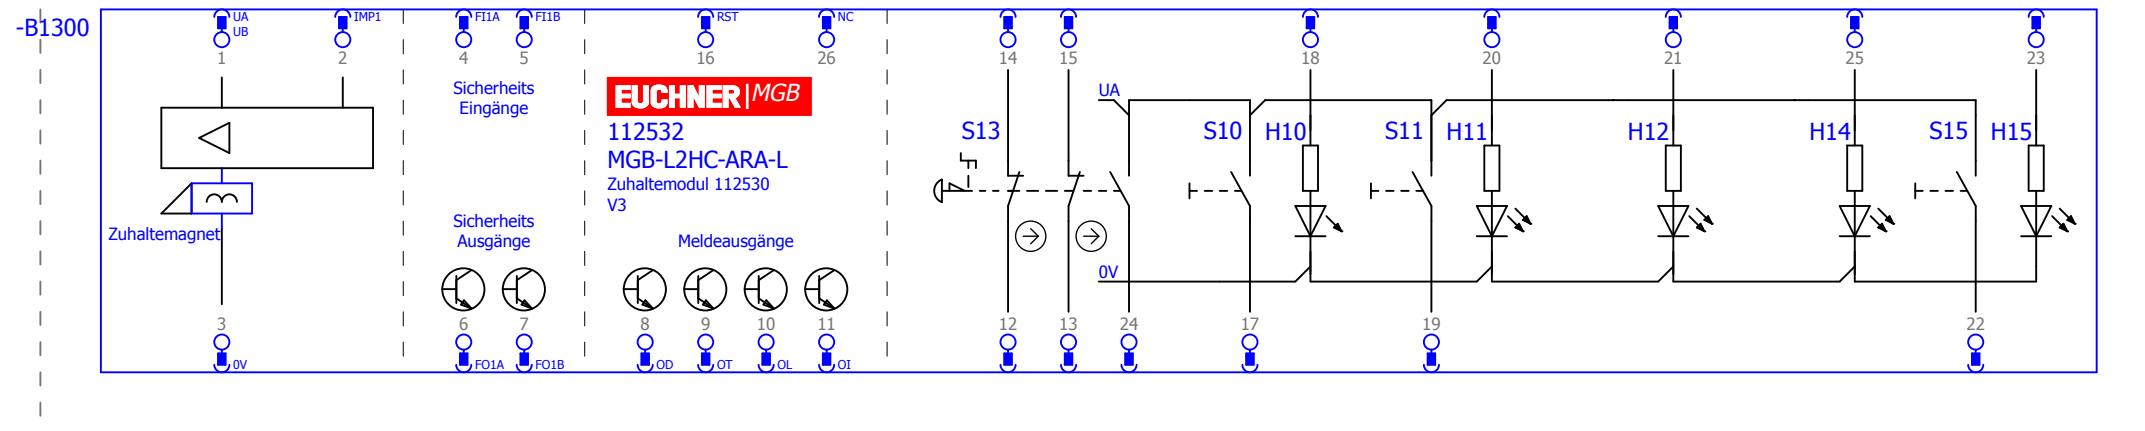 -B1300
UA
UB
IMP1
FI1A
FI1B
RST
NC
1
2
4
5
16
26
14
15
18
20
21
25
23
Sicherheits
Eingänge
EUCHNER MGB
112532
MGB-L2HC-ARA-L
Zuhaltemodul 112530
V3
UA
S13
S10
H10
S11
H11
H12
H14
S15
H15
Zuhaltemagnet
Sicherheits
Ausgänge
Meldeausgänge
0V
3
6
7
8
9
10
11
12
13
24
17
19
22
0V
FO1A
FO1B
OD
OT
OL
OI